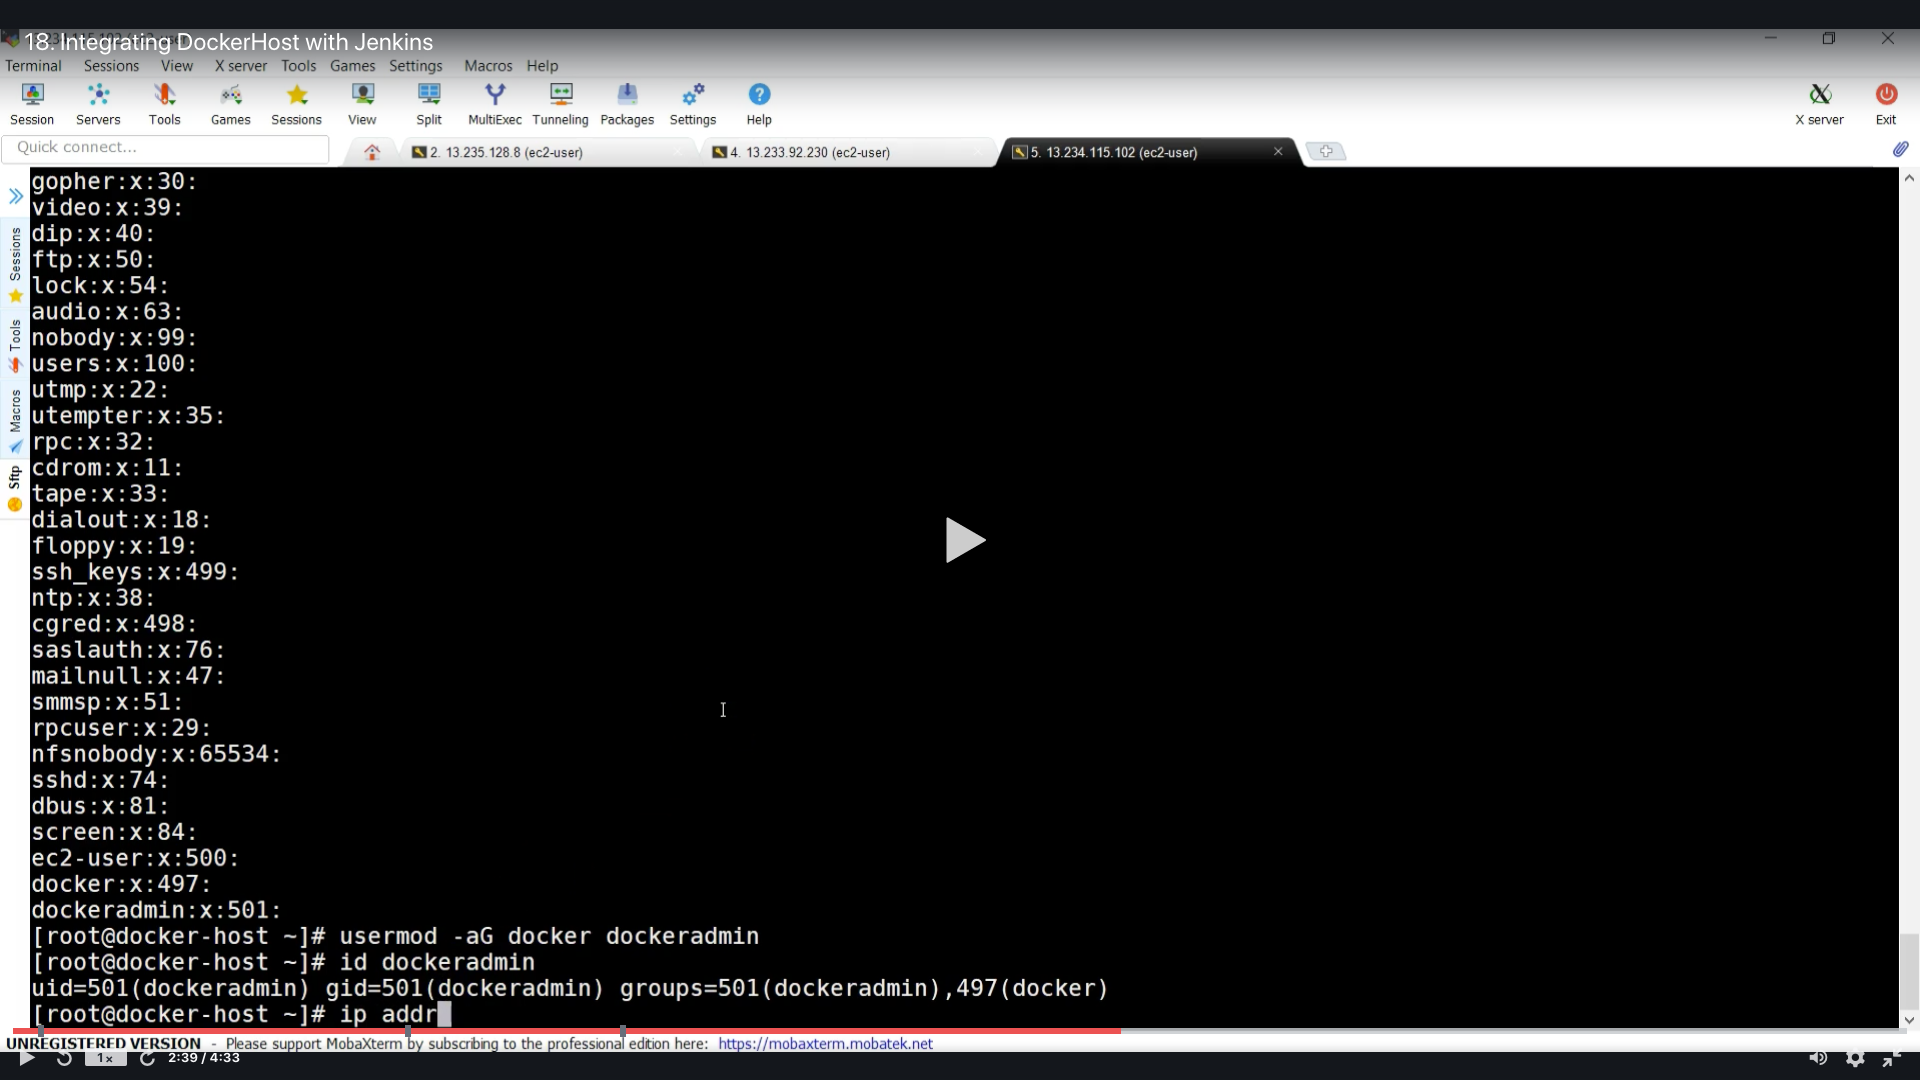 18. Integrating DockerHost with Jenkins
Terminal Sessions View X server Tools Games Settings Macros Help
Session Servers Tools Games Sessions View Split MultiExec Tunneling Packages Settings Help X server Exit
Quick connect...
2. 13.235.128.8 (ec2-user)
4. 13.233.92.230 (ec2-user)
5. 13.234.115.102 (ec2-user)
Sessions
Tools
Macros
Sftp
gopher:x:30:
video:x:39:
dip:x:40:
ftp:x:50:
lock:x:54:
audio:x:63:
nobody:x:99:
users:x:100:
utmp:x:22:
utempter:x:35:
rpc:x:32:
cdrom:x:11:
tape:x:33:
dialout:x:18:
floppy:x:19:
ssh_keys:x:499:
ntp:x:38:
cgred:x:498:
saslauth:x:76:
mailnull:x:47:
smmsp:x:51:
rpcuser:x:29:
nfsnobody:x:65534:
sshd:x:74:
dbus:x:81:
screen:x:84:
ec2-user:x:500:
docker:x:497:
dockeradmin:x:501:
[root@docker-host ~]# usermod -aG docker dockeradmin
[root@docker-host ~]# id dockeradmin
uid=501(dockeradmin) gid=501(dockeradmin) groups=501(dockeradmin),497(docker)
[root@docker-host ~]# ip addr
UNREGISTERED VERSION - Please support MobaXterm by subscribing to the professional edition here: https://mobaxterm.mobatek.net
1x 2:39 / 4:33